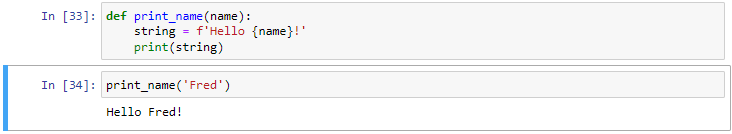 In [33]: def print_name(name):
    string = f'Hello {name}!'
    print(string)
In [34]: print_name('Fred')
Hello Fred!